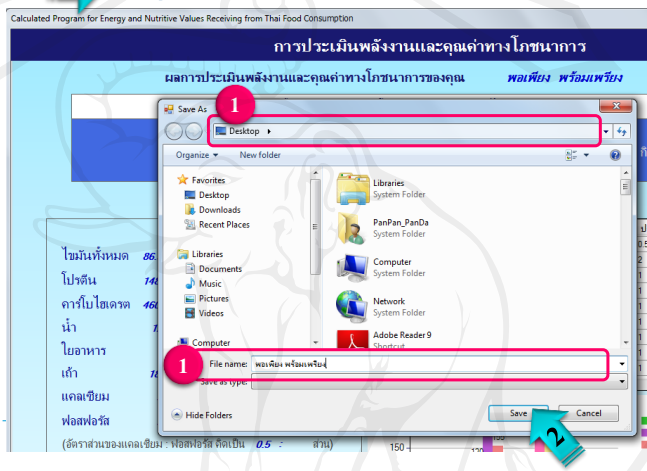 Calculated Program for Energy and Nutritive Values Receiving from Thai Food Consumption
การประเมินพลังงานและคุณค่าทางโภชนาการ
ผลการประเมินพลังงานและคุณค่าทางโภชนาการของคุณ พอเพียง พร้อมเพรียง
Save As
1
Desktop
Organize New folder
Favorites
Desktop
Downloads
Recent Places
Libraries
Documents
Music
Pictures
Videos
Computer
Libraries
System Folder
PanPan_PanDa
System Folder
Computer
System Folder
Network
System Folder
Adobe Reader 9
Shortcut
1
File name: พอเพียง พร้อมเพรียง
Save as type:
Hide Folders
Save Cancel
2
ไขมันทั้งหมด 86.
โปรตีน 148
คาร์โบไฮเดรต 460
น้ำ
ใยอาหาร
เถ้า 18
แคลเซียม
ฟอสฟอรัส
(อัตราส่วนของแคลเซียม : ฟอสฟอรัส คิดเป็น 0.5 : ส่วน)
150